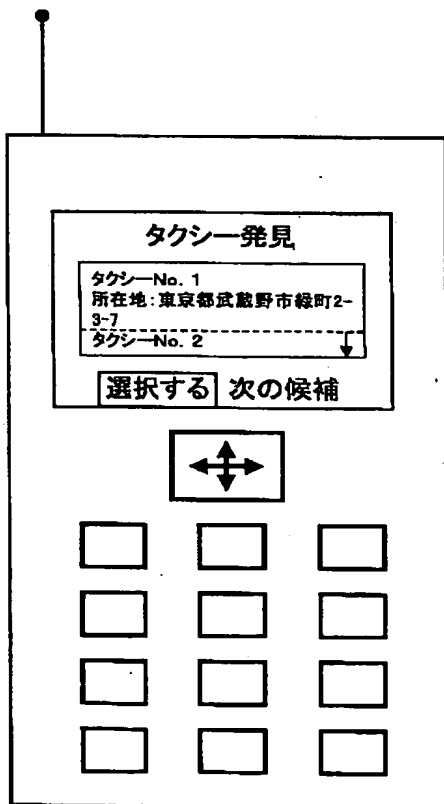 タクシー発見
タクシーNo. 1
所在地:東京都武蔵野市緑町2-
3-7
タクシーNo. 2
選択する 次の候補